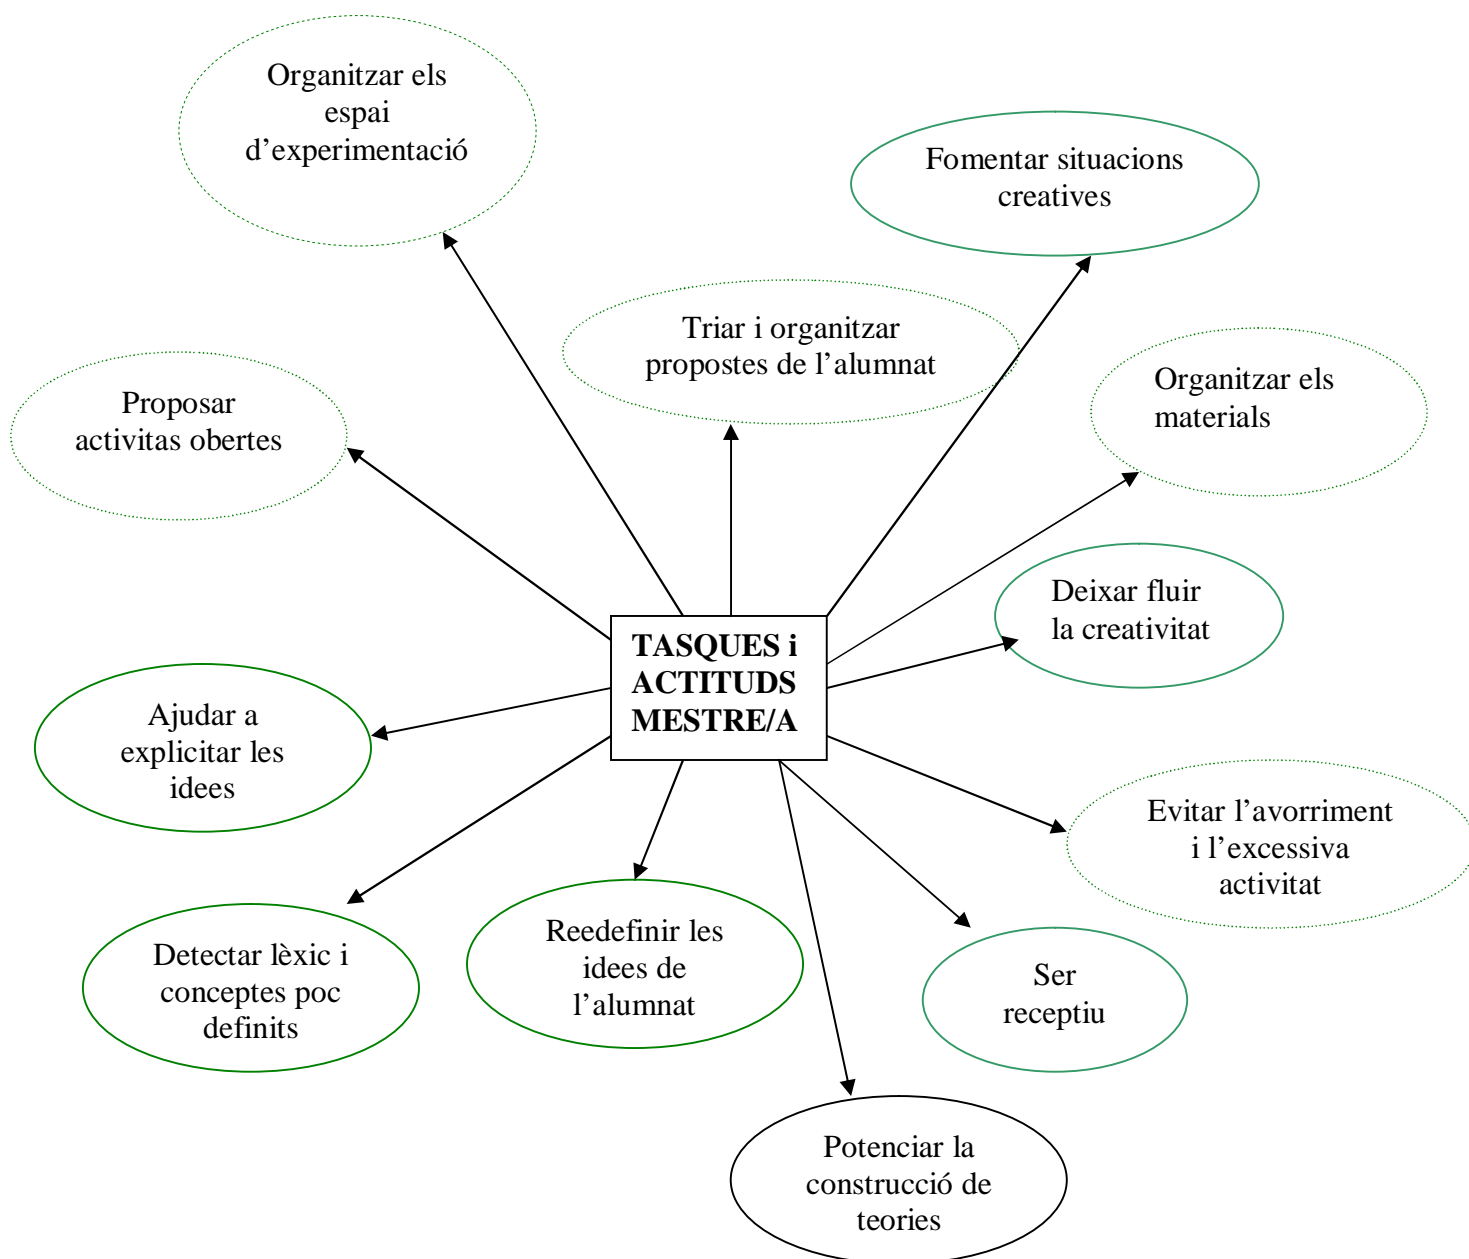 Organitzar els
espai
d’experimentació
Fomentar situacions
creatives
Triar i organitzar
propostes de l’alumnat
Organitzar els
materials
Proposar
activitas obertes
Deixar fluir
la creativitat
TASQUES i
ACTITUDS
MESTRE/A
Ajudar a
explicitar les
idees
Evitar l’avorriment
i l’excessiva
activitat
Detectar lèxic i
conceptes poc
definits
Reedefinir les
idees de
l’alumnat
Ser
receptiu
Potenciar la
construcció de
teories